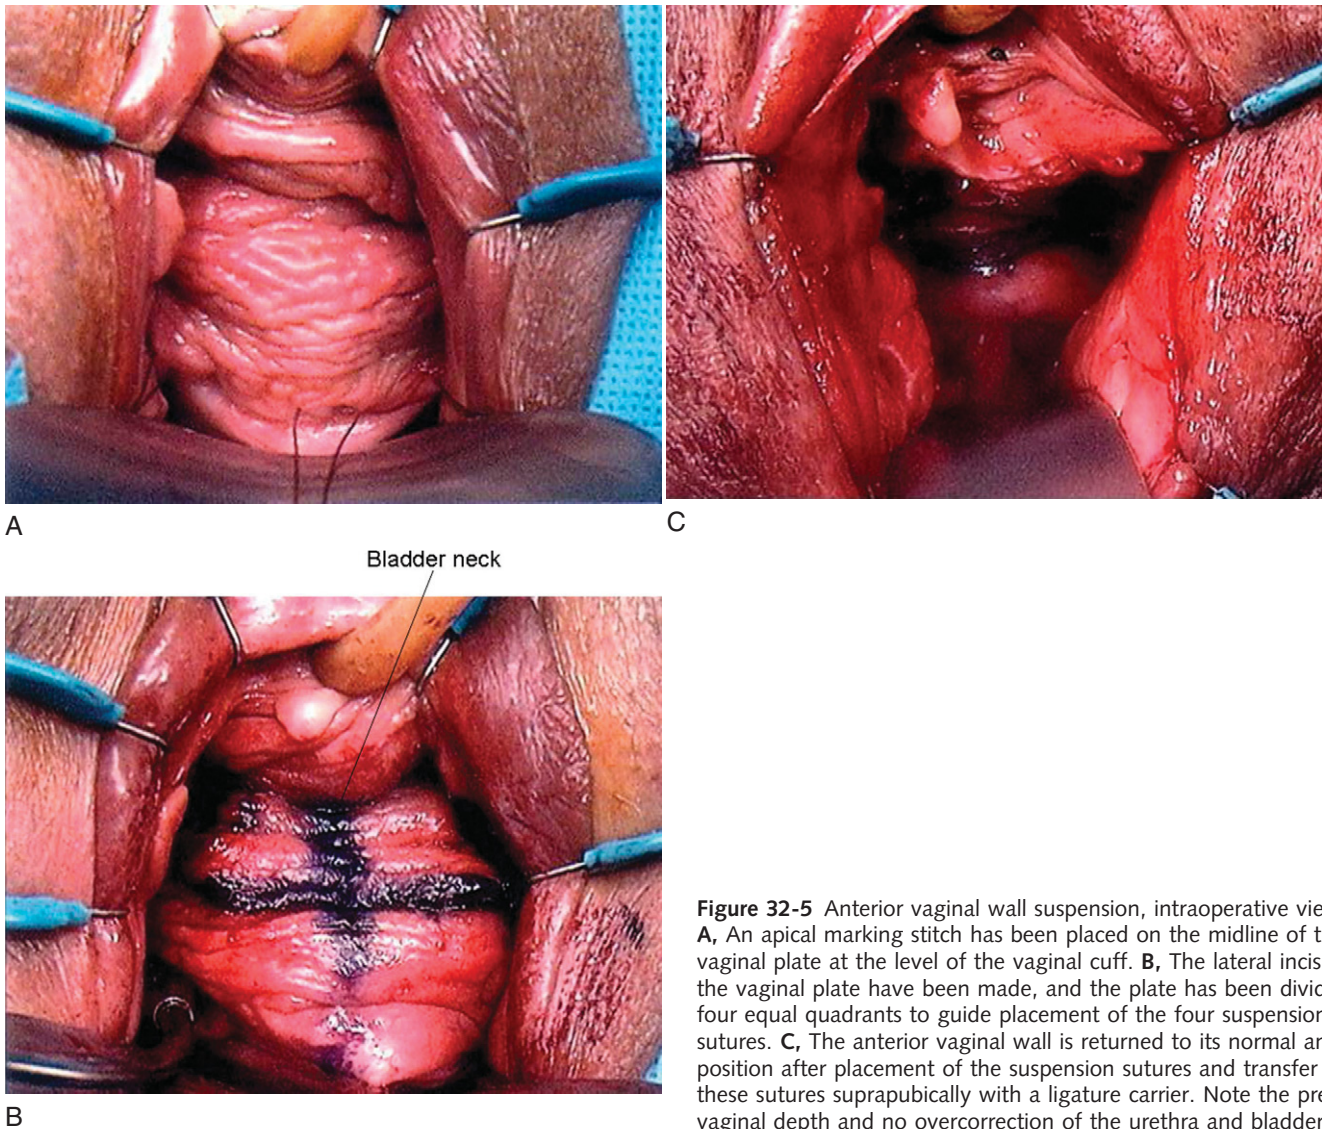 A
C
Bladder neck
B
Figure 32-5 Anterior vaginal wall suspension, intraoperative vie
A, An apical marking stitch has been placed on the midline of t
vaginal plate at the level of the vaginal cuff. B, The lateral incis
the vaginal plate have been made, and the plate has been divid
four equal quadrants to guide placement of the four suspension
sutures. C, The anterior vaginal wall is returned to its normal an
position after placement of the suspension sutures and transfer
these sutures suprapubically with a ligature carrier. Note the pre
vaginal depth and no overcorrection of the urethra and bladder